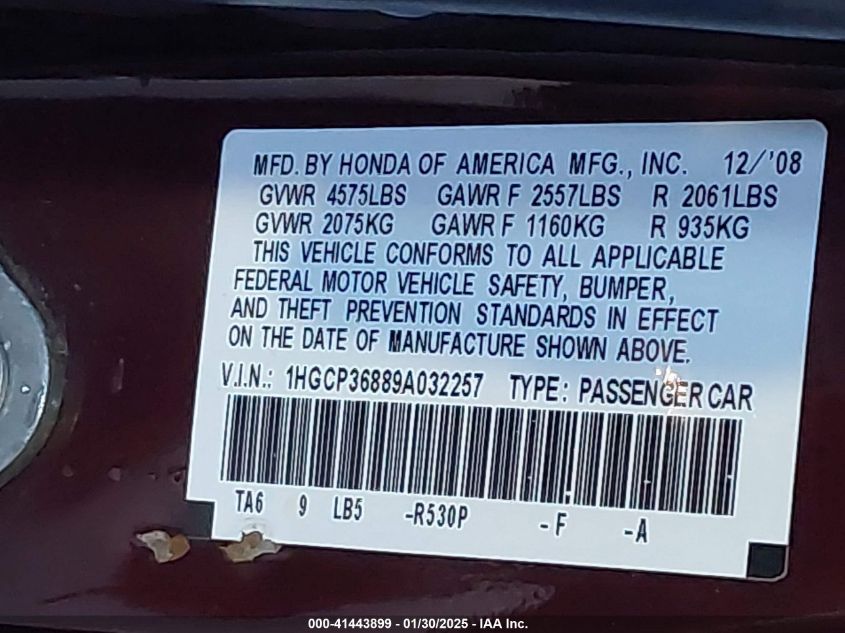 MFD. BY HONDA OF AMERICA MFG., INC. 12/'08
GVWR 4575LBS GAWR F 2557LBS R 2061LBS
GVWR 2075KG GAWR F 1160KG R 935KG
THIS VEHICLE CONFORMS TO ALL APPLICABLE
FEDERAL MOTOR VEHICLE SAFETY, BUMPER,
AND THEFT PREVENTION STANDARDS IN EFFECT
ON THE DATE OF MANUFACTURE SHOWN ABOVE.
V.I.N.: 1HGCP36889A032257 TYPE: PASSENGER CAR
TA6 9 LB5 -R530P -F -A
000-41443899 - 01/30/2025 - IAA Inc.